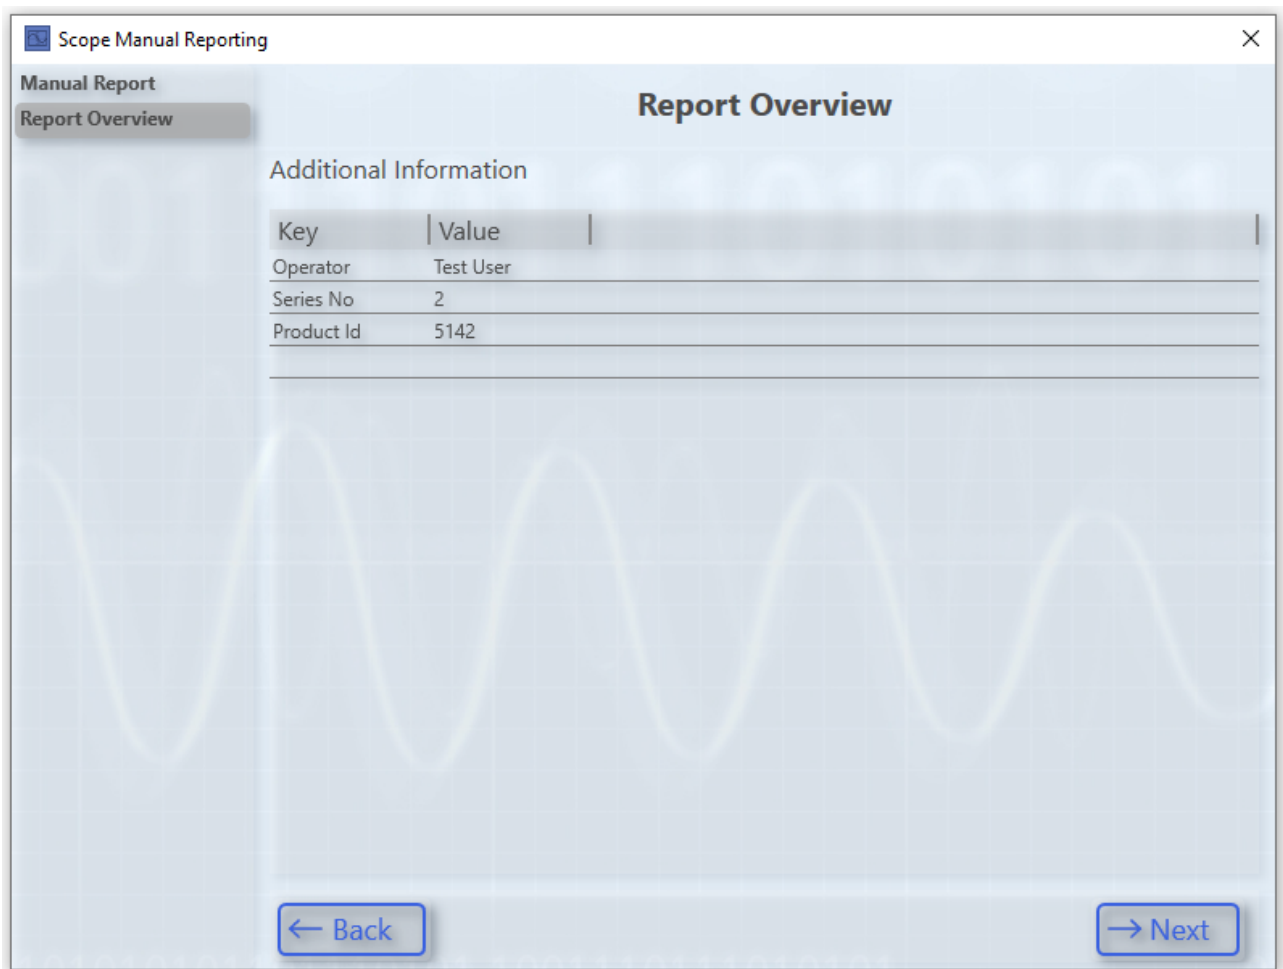 Scope Manual Reporting
Manual Report
Report Overview
Report Overview
Additional Information
Key Value
Operator Test User
Series No 2
Product Id 5142
Back
Next